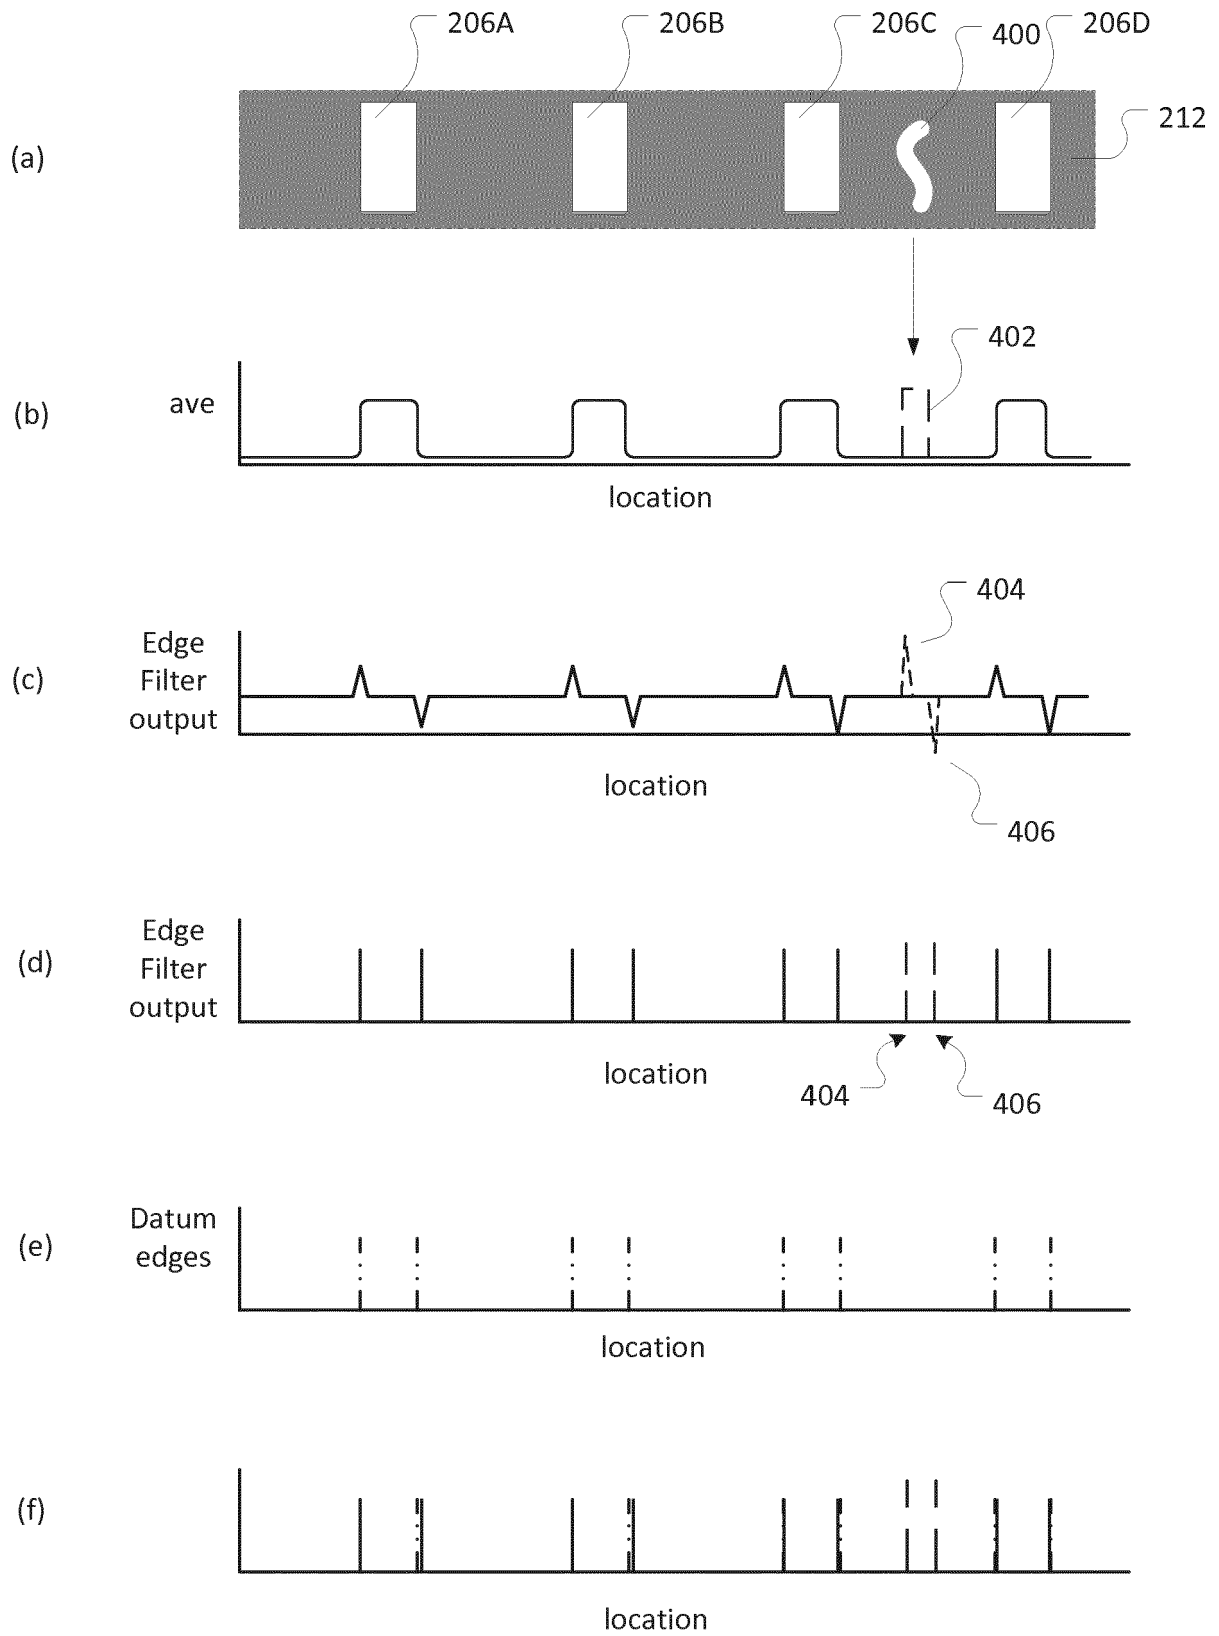 206A
206B
206C
400
206D
(a)
212
402
(b)
ave
location
404
(c)
Edge
Filter
output
location
406
(d)
Edge
Filter
output
location
404
406
(e)
Datum
edges
location
(f)
location